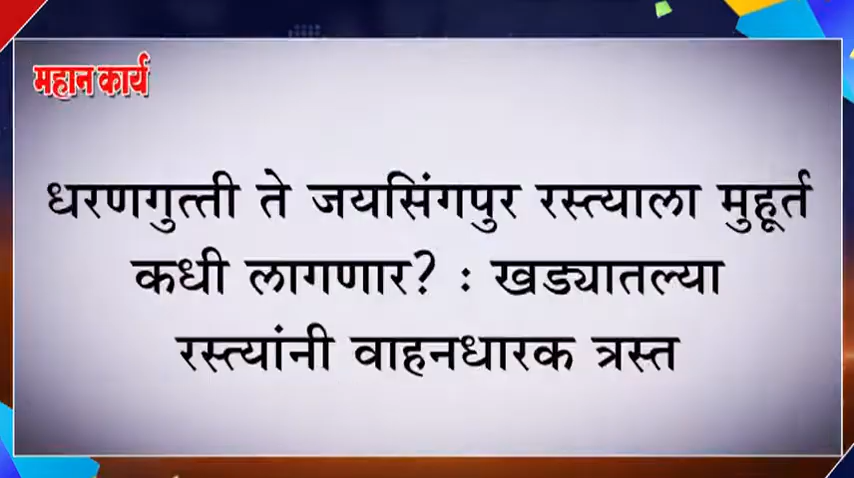 महान कार्य
धरणगुत्ती ते जयसिंगपुर रस्त्याला मुहूर्त
कधी लागणार? : खड्यातल्या
रस्त्यांनी वाहनधारक त्रस्त